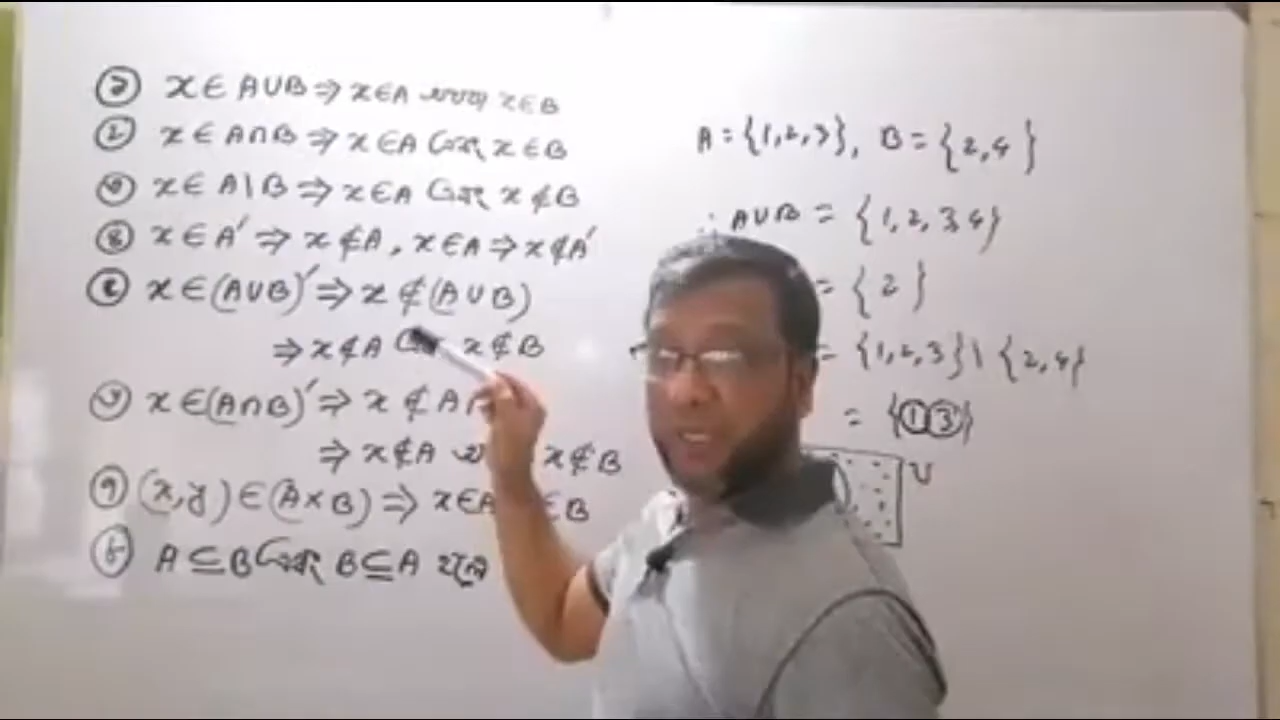 ১ x ∈ A∪B ⇒ x∈A অথবা x∈B
২ x ∈ A∩B ⇒ x∈A এবং x∈B
৩ x ∈ A\B ⇒ x∈A এবং x∉B
৪ x∈A′ ⇒ x∉A, x∈A ⇒ x∉A′
৫ x∈(A∪B)′ ⇒ x∉(A∪B)
⇒ x∉A x∉B
৬ x∈(A∩B)′ ⇒ x∉A
⇒ x∉A x∉B
৭ (x,y)∈(A×B) ⇒ x∈A ∈B
৮ A⊆B এবং B⊆A হলে
A={1,2,3}, B={2,4}
∴ A∪B = {1,2,3,4}
= {2}
= {1,2,3} \ {2,4}
= {1,3}
U